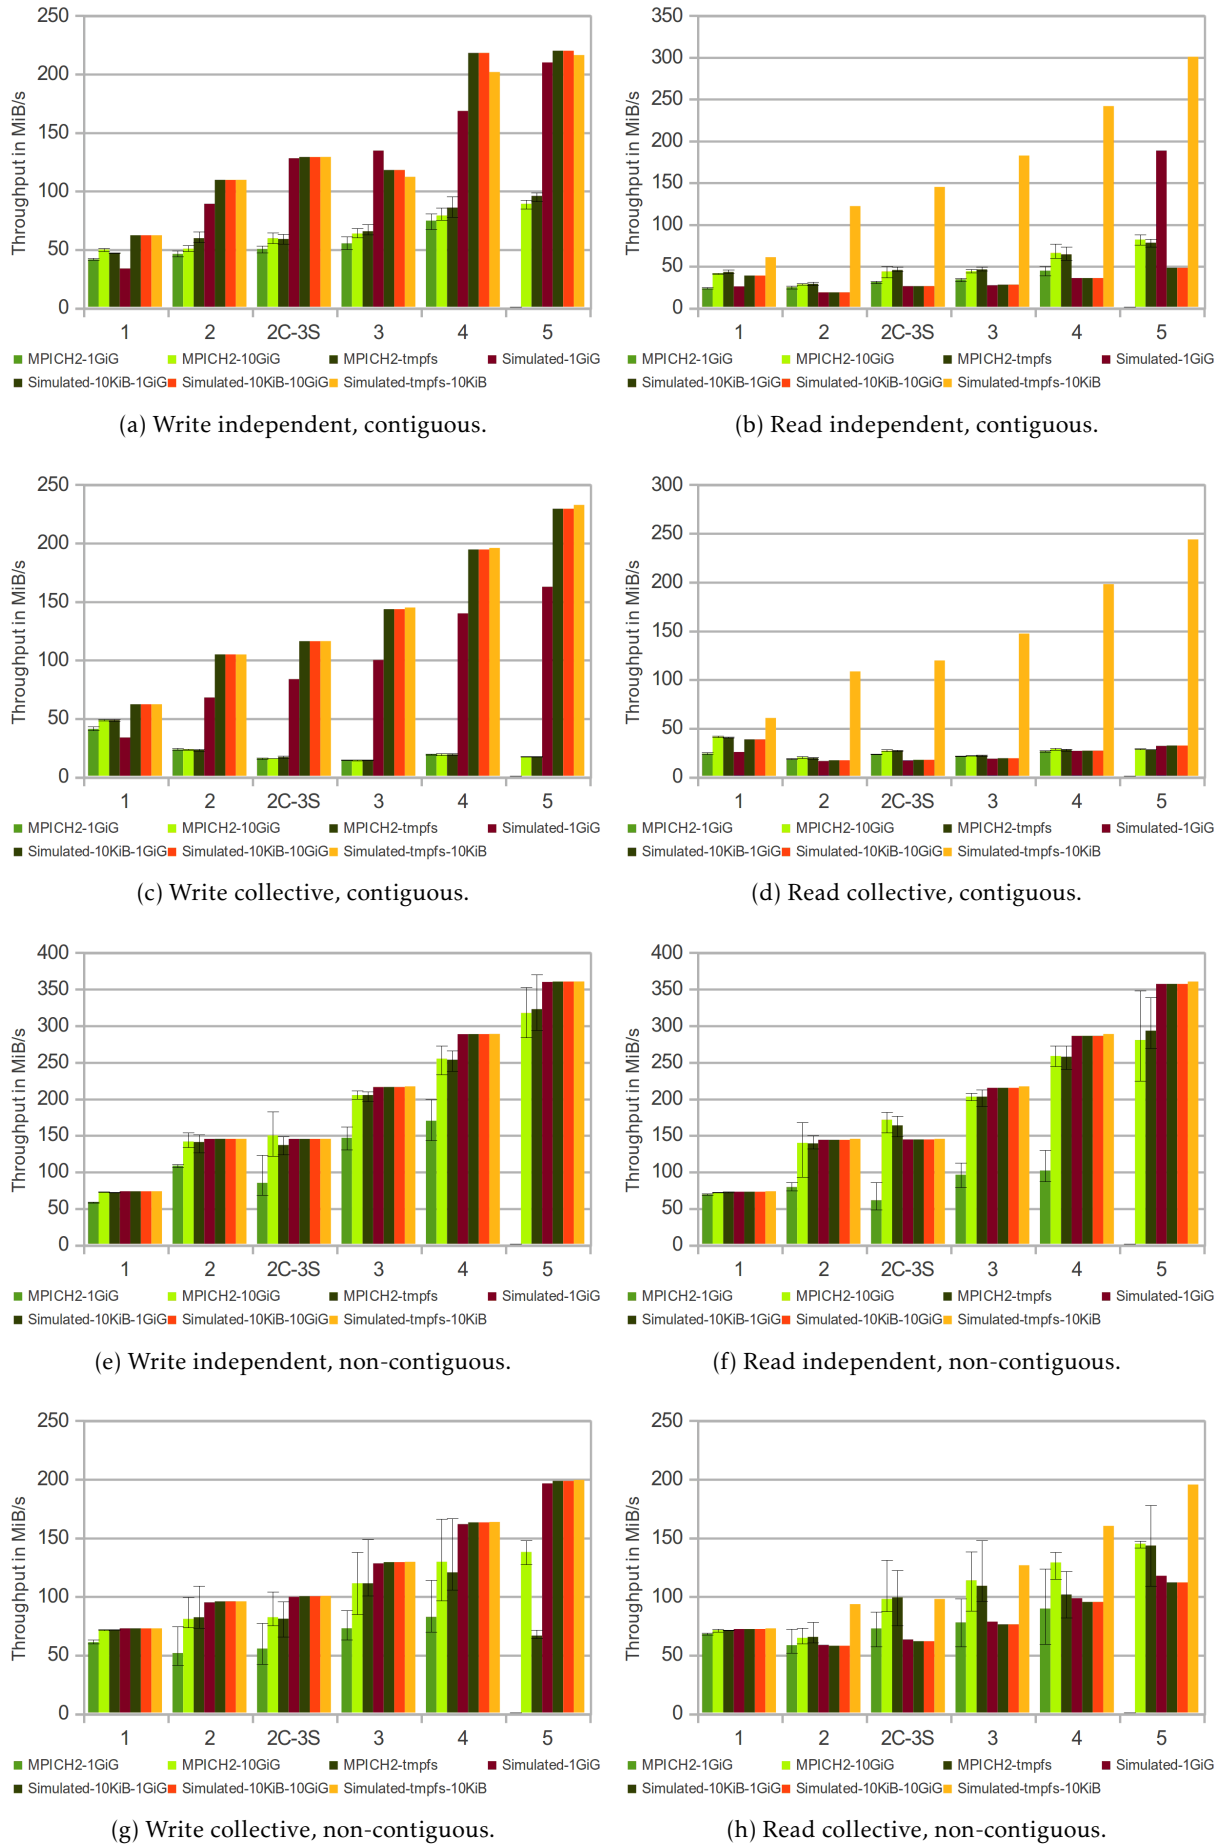 250
200
150
100
50
0
Throughput in MiB/s
1 2 2C-3S 3 4 5
MPICH2-1GiG MPICH2-10GiG MPICH2-tmpfs Simulated-1GiG
Simulated-10KiB-1GiG Simulated-10KiB-10GiG Simulated-tmpfs-10KiB
(a) Write independent, contiguous.
350
300
250
200
150
100
50
0
Throughput in MiB/s
1 2 2C-3S 3 4 5
MPICH2-1GiG MPICH2-10GiG MPICH2-tmpfs Simulated-1GiG
Simulated-10KiB-1GiG Simulated-10KiB-10GiG Simulated-tmpfs-10KiB
(b) Read independent, contiguous.
250
200
150
100
50
0
Throughput in MiB/s
1 2 2C-3S 3 4 5
MPICH2-1GiG MPICH2-10GiG MPICH2-tmpfs Simulated-1GiG
Simulated-10KiB-1GiG Simulated-10KiB-10GiG Simulated-tmpfs-10KiB
(c) Write collective, contiguous.
300
250
200
150
100
50
0
Throughput in MiB/s
1 2 2C-3S 3 4 5
MPICH2-1GiG MPICH2-10GiG MPICH2-tmpfs Simulated-1GiG
Simulated-10KiB-1GiG Simulated-10KiB-10GiG Simulated-tmpfs-10KiB
(d) Read collective, contiguous.
400
350
300
250
200
150
100
50
0
Throughput in MiB/s
1 2 2C-3S 3 4 5
MPICH2-1GiG MPICH2-10GiG MPICH2-tmpfs Simulated-1GiG
Simulated-10KiB-1GiG Simulated-10KiB-10GiG Simulated-tmpfs-10KiB
(e) Write independent, non-contiguous.
400
350
300
250
200
150
100
50
0
Throughput in MiB/s
1 2 2C-3S 3 4 5
MPICH2-1GiG MPICH2-10GiG MPICH2-tmpfs Simulated-1GiG
Simulated-10KiB-1GiG Simulated-10KiB-10GiG Simulated-tmpfs-10KiB
(f) Read independent, non-contiguous.
250
200
150
100
50
0
Throughput in MiB/s
1 2 2C-3S 3 4 5
MPICH2-1GiG MPICH2-10GiG MPICH2-tmpfs Simulated-1GiG
Simulated-10KiB-1GiG Simulated-10KiB-10GiG Simulated-tmpfs-10KiB
(g) Write collective, non-contiguous.
250
200
150
100
50
0
Throughput in MiB/s
1 2 2C-3S 3 4 5
MPICH2-1GiG MPICH2-10GiG MPICH2-tmpfs Simulated-1GiG
Simulated-10KiB-1GiG Simulated-10KiB-10GiG Simulated-tmpfs-10KiB
(h) Read collective, non-contiguous.